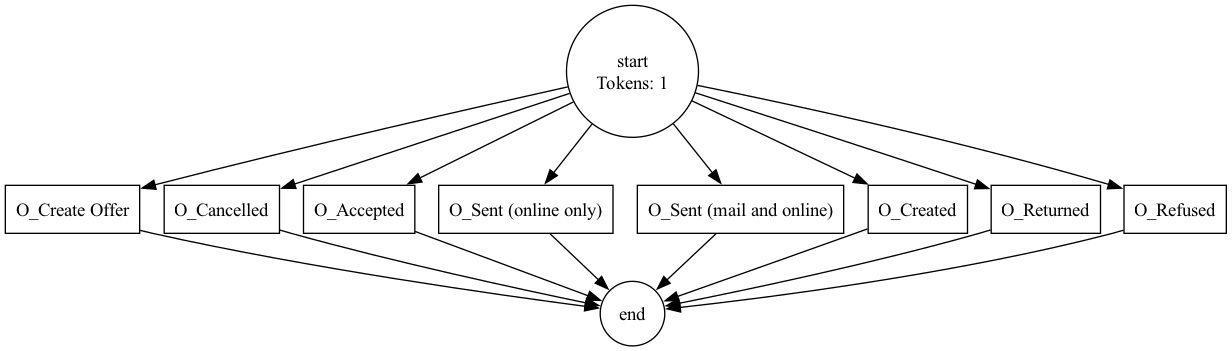 start
Tokens: 1
O_Create Offer
O_Cancelled
O_Accepted
O_Sent (online only)
O_Sent (mail and online)
O_Created
O_Returned
O_Refused
end